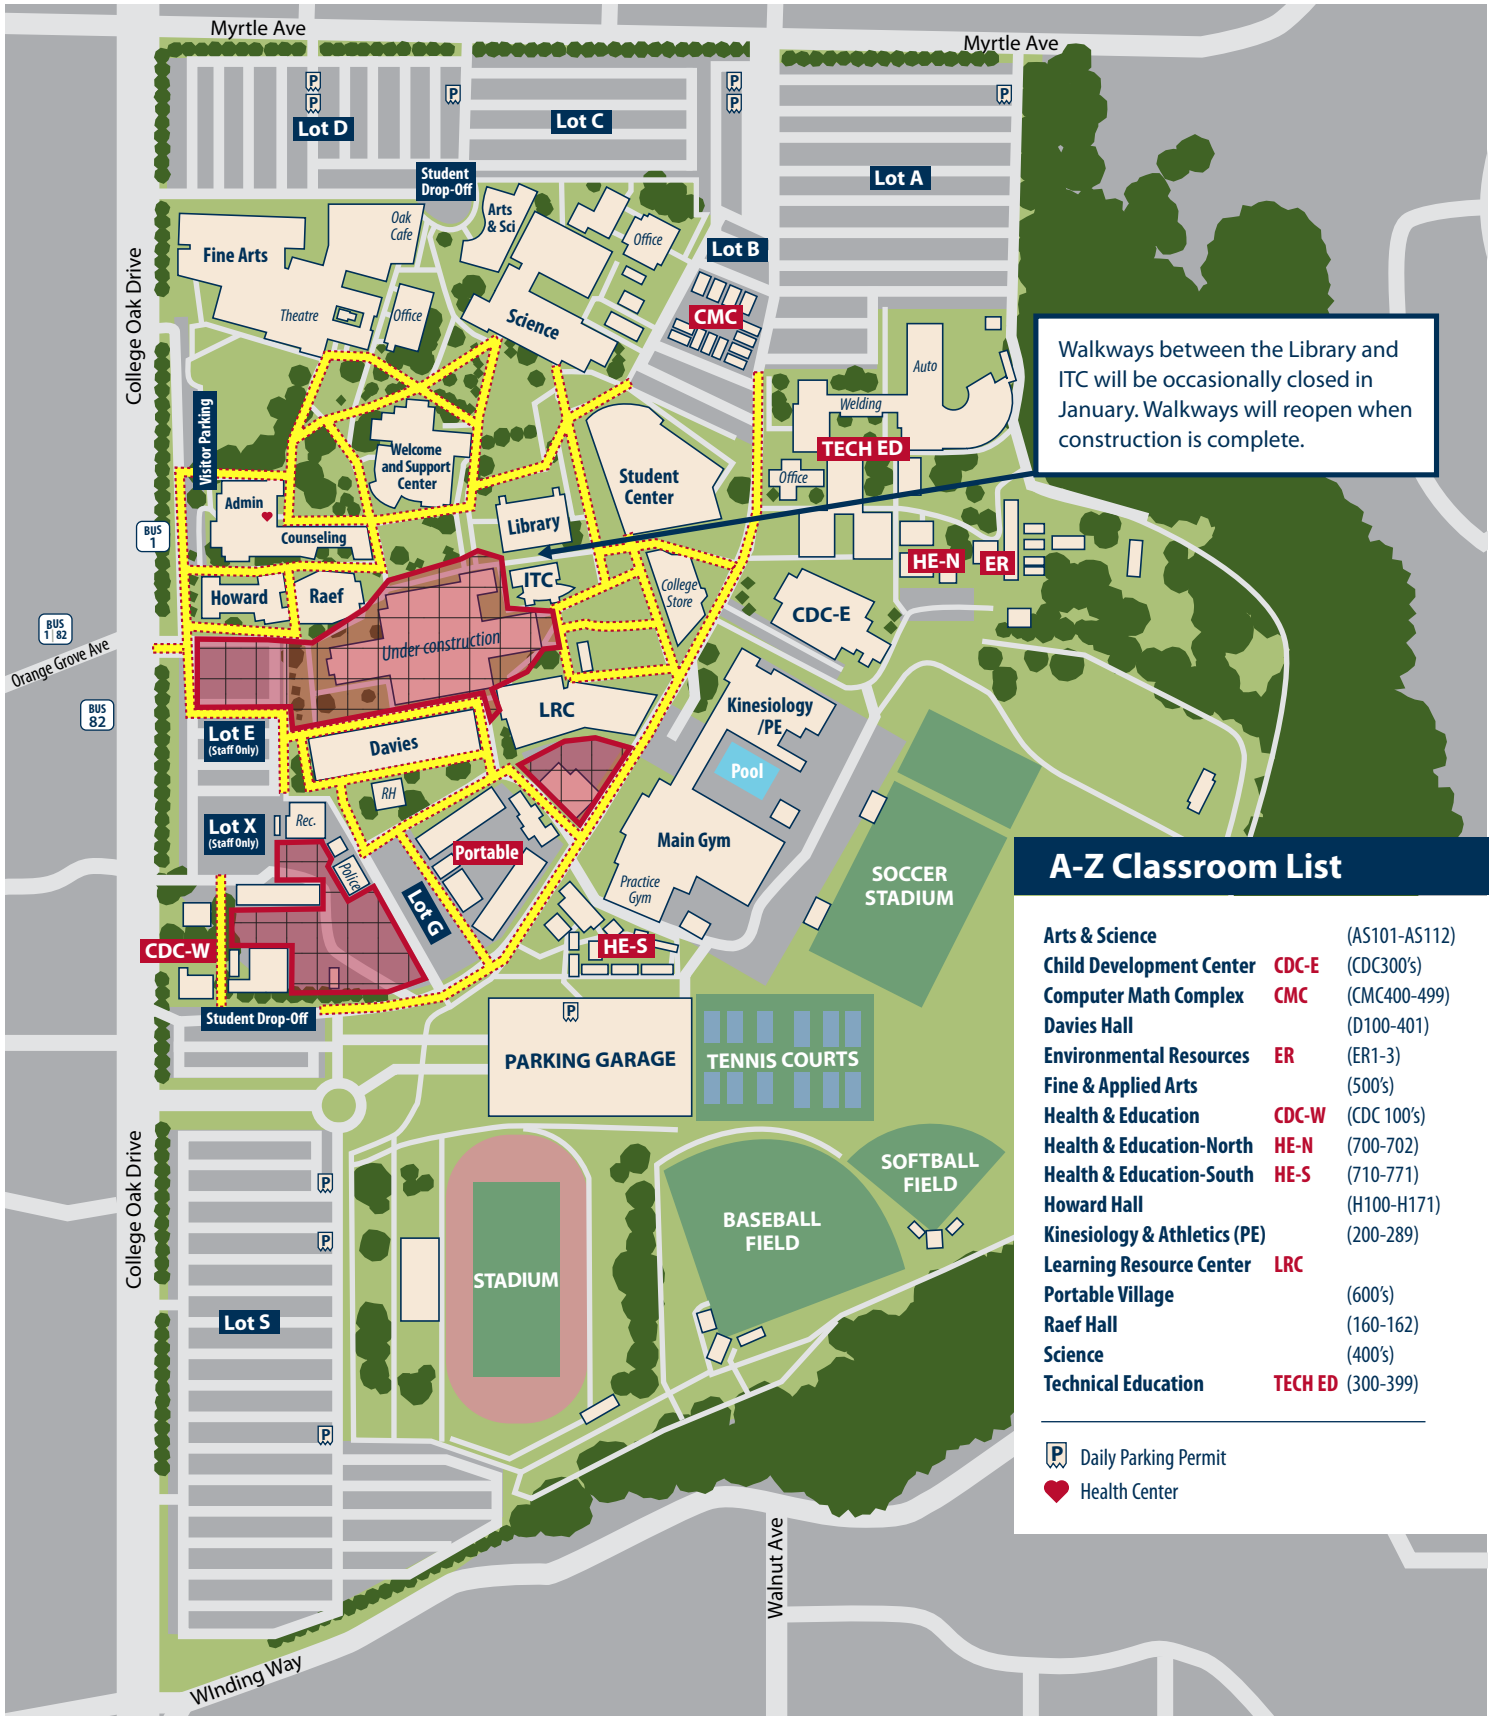 Myrtle Ave
Myrtle Ave
P
P
P
P
P
P
Lot D
Lot C
Lot A
Student
Drop-Off
Oak
Cafe
Arts
& Sci
Office
Fine Arts
Lot B
College Oak Drive
Theatre
Office
Science
CMC
Auto
Walkways between the Library and
ITC will be occasionally closed in
January. Walkways will reopen when
construction is complete.
Welding
Visitor Parking
Welcome
and Support
Center
TECH ED
Student
Center
Office
Admin
Library
BUS
1
Counseling
HE-N
ER
ITC
College
Store
Howard
Raef
CDC-E
BUS
1 | 82
Under construction
Orange Grove Ave
BUS
82
LRC
Kinesiology
/PE
Lot E
(Staff Only)
Davies
Pool
RH
Lot X
(Staff Only)
Rec.
Main Gym
Portable
Police
Practice
Gym
SOCCER
STADIUM
Lot G
CDC-W
HE-S
Student Drop-Off
P
PARKING GARAGE
TENNIS COURTS
College Oak Drive
P
P
SOFTBALL
FIELD
BASEBALL
FIELD
STADIUM
Lot S
P
Walnut Ave
WInding Way
A-Z Classroom List
Arts & Science (AS101-AS112)
Child Development Center CDC-E (CDC300's)
Computer Math Complex CMC (CMC400-499)
Davies Hall (D100-401)
Environmental Resources ER (ER1-3)
Fine & Applied Arts (500's)
Health & Education CDC-W (CDC 100's)
Health & Education-North HE-N (700-702)
Health & Education-South HE-S (710-771)
Howard Hall (H100-H171)
Kinesiology & Athletics (PE) (200-289)
Learning Resource Center LRC
Portable Village (600's)
Raef Hall (160-162)
Science (400's)
Technical Education TECH ED (300-399)
P Daily Parking Permit
Health Center